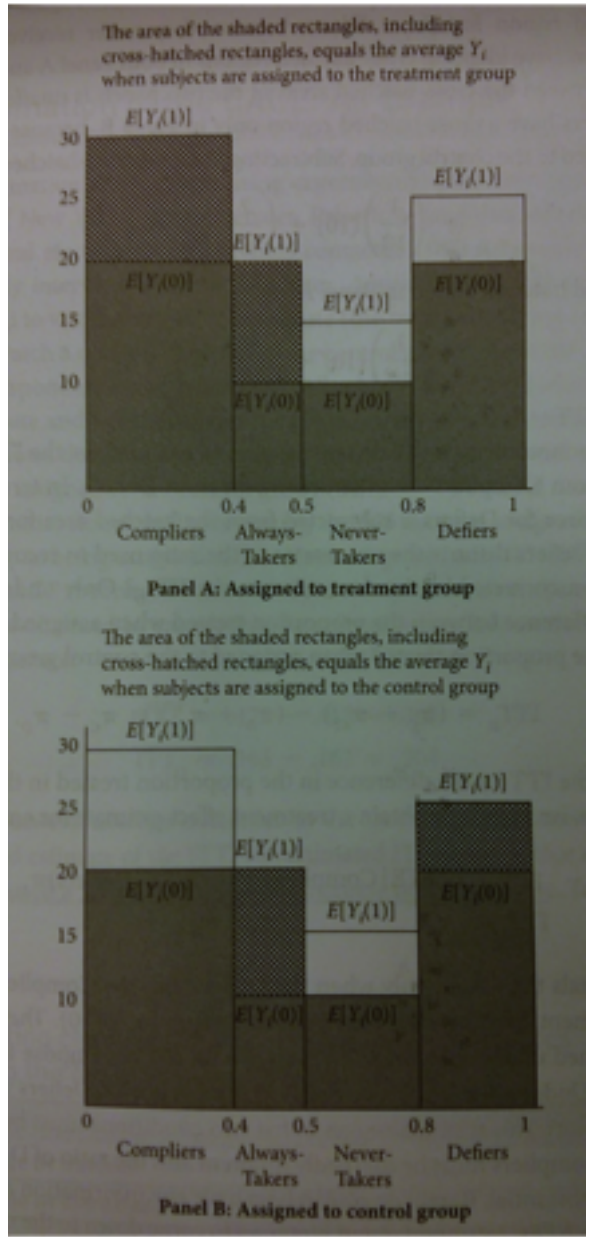 The area of the shaded rectangles, including
cross-hatched rectangles, equals the average Yᵢ
when subjects are assigned to the treatment group
E[Yᵢ(1)]
30
E[Yᵢ(1)]
25
E[Yᵢ(1)]
20
E[Yᵢ(0)]
E[Yᵢ(0)]
E[Yᵢ(1)]
15
10
E[Yᵢ(0)]
E[Yᵢ(0)]
0 0.4 0.5 0.8 1
Compliers Always- Never- Defiers
Takers Takers
Panel A: Assigned to treatment group
The area of the shaded rectangles, including
cross-hatched rectangles, equals the average Yᵢ
when subjects are assigned to the control group
30
E[Yᵢ(1)]
E[Yᵢ(1)]
25
E[Yᵢ(1)]
20
E[Yᵢ(0)]
E[Yᵢ(0)]
E[Yᵢ(1)]
15
10
E[Yᵢ(0)]
E[Yᵢ(0)]
0 0.4 0.5 0.8 1
Compliers Always- Never- Defiers
Takers Takers
Panel B: Assigned to control group